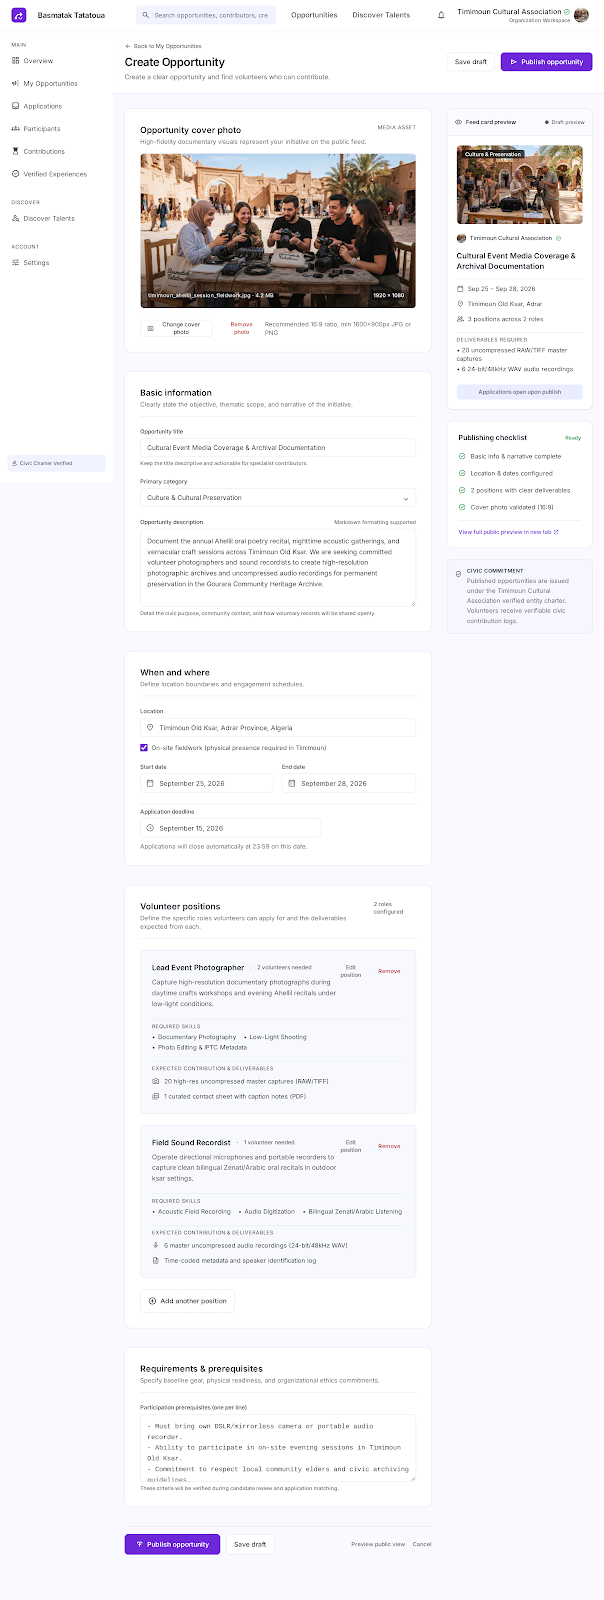 Basmatak Tatatoua
Search opportunities, contributors, cre
Opportunities
Discover Talents
Timimoun Cultural Association
Organization Workspace
MAIN
Overview
My Opportunities
Applications
Participants
Contributions
Verified Experiences
DISCOVER
Discover Talents
ACCOUNT
Settings
Civic Charter Verified
← Back to My Opportunities
Create Opportunity
Create a clear opportunity and find volunteers who can contribute.
Save draft
Publish opportunity
Opportunity cover photo
MEDIA ASSET
High-fidelity documentary visuals represent your initiative on the public feed.
timimoun_ahellil_session_fieldwork.jpg · 4.2 MB
1920 × 1080
Change cover
photo
Remove
photo
Recommended 16:9 ratio, min 1600×900px JPG or
PNG
Basic information
Clearly state the objective, thematic scope, and narrative of the initiative.
Opportunity title
Cultural Event Media Coverage & Archival Documentation
Keep the title descriptive and actionable for specialist contributors.
Primary category
Culture & Cultural Preservation
Opportunity description
Markdown formatting supported
Document the annual Ahellil oral poetry recital, nighttime acoustic gatherings, and
vernacular craft sessions across Timimoun Old Ksar. We are seeking committed
volunteer photographers and sound recordists to create high-resolution
photographic archives and uncompressed audio recordings for permanent
preservation in the Gourara Community Heritage Archive.
Detail the civic purpose, community context, and how voluntary records will be shared openly.
When and where
Define location boundaries and engagement schedules.
Location
Timimoun Old Ksar, Adrar Province, Algeria
On-site fieldwork (physical presence required in Timimoun)
Start date
End date
September 25, 2026
September 28, 2026
Application deadline
September 15, 2026
Applications will close automatically at 23:59 on this date.
Volunteer positions
2 roles
configured
Define the specific roles volunteers can apply for and the deliverables
expected from each.
Lead Event Photographer · 2 volunteers needed
Edit
position
Remove
Capture high-resolution documentary photographs during
daytime crafts workshops and evening Ahellil recitals under
low-light conditions.
REQUIRED SKILLS
• Documentary Photography • Low-Light Shooting
• Photo Editing & IPTC Metadata
EXPECTED CONTRIBUTION & DELIVERABLES
20 high-res uncompressed master captures (RAW/TIFF)
1 curated contact sheet with caption notes (PDF)
Field Sound Recordist · 1 volunteer needed
Edit
position
Remove
Operate directional microphones and portable recorders to
capture clean bilingual Zenati/Arabic oral recitals in outdoor
ksar settings.
REQUIRED SKILLS
• Acoustic Field Recording • Audio Digitization • Bilingual Zenati/Arabic Listening
EXPECTED CONTRIBUTION & DELIVERABLES
6 master uncompressed audio recordings (24-bit/48kHz WAV)
Time-coded metadata and speaker identification log
Add another position
Requirements & prerequisites
Specify baseline gear, physical readiness, and organizational ethics commitments.
Participation prerequisites (one per line)
- Must bring own DSLR/mirrorless camera or portable audio
recorder.
- Ability to participate in on-site evening sessions in Timimoun
Old Ksar.
- Commitment to respect local community elders and civic archiving
guidelines.
These criteria will be verified during candidate review and application matching.
Publish opportunity
Save draft
Preview public view
Cancel
Feed card preview
Draft preview
Culture & Preservation
Timimoun Cultural Association
Cultural Event Media Coverage &
Archival Documentation
Sep 25 – Sep 28, 2026
Timimoun Old Ksar, Adrar
3 positions across 2 roles
DELIVERABLES REQUIRED
• 20 uncompressed RAW/TIFF master
captures
• 6 24-bit/48kHz WAV audio recordings
Applications open upon publish
Publishing checklist
Ready
Basic info & narrative complete
Location & dates configured
2 positions with clear deliverables
Cover photo validated (16:9)
View full public preview in new tab
CIVIC COMMITMENT
Published opportunities are issued
under the Timimoun Cultural
Association verified entity charter.
Volunteers receive verifiable civic
contribution logs.